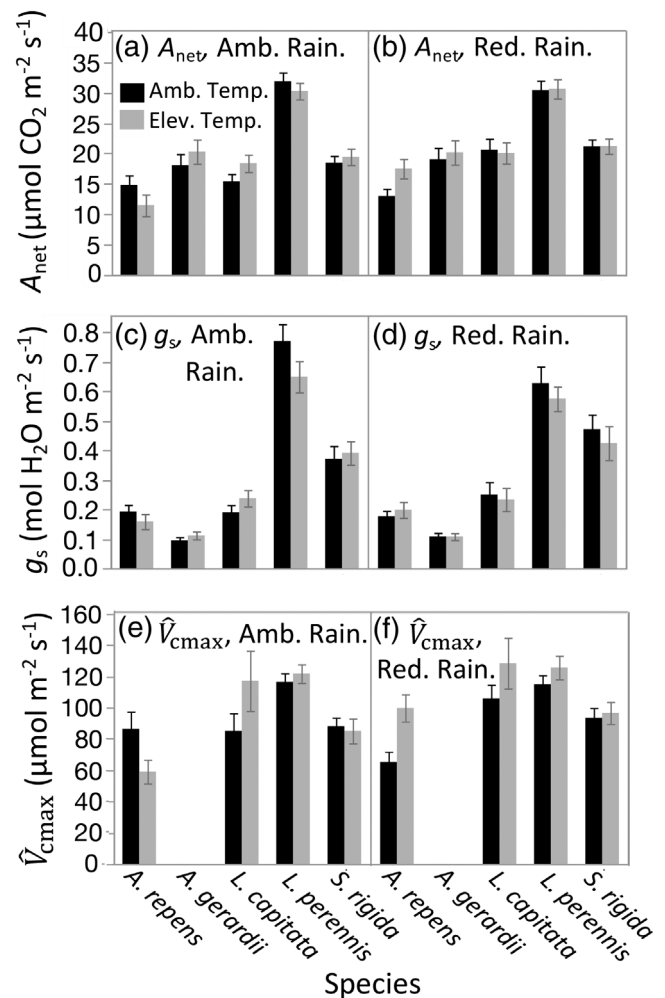 (a) Anet, Amb. Rain.
(b) Anet, Red. Rain.
Amb. Temp.
Elev. Temp.
Anet (µmol CO2 m-2 s-1)
40
35
30
25
20
15
10
5
0
(c) gs, Amb.
Rain.
(d) gs, Red. Rain.
gs (mol H2O m-2 s-1)
0.8
0.7
0.6
0.5
0.4
0.3
0.2
0.1
0.0
(e) V̂cmax, Amb. Rain.
(f) V̂cmax,
Red. Rain.
V̂cmax (µmol m-2 s-1)
160
140
120
100
80
60
40
20
0
A. repens
A. gerardii
L. capitata
L. perennis
S. rigida
A. repens
A. gerardii
L. capitata
L. perennis
S. rigida
Species